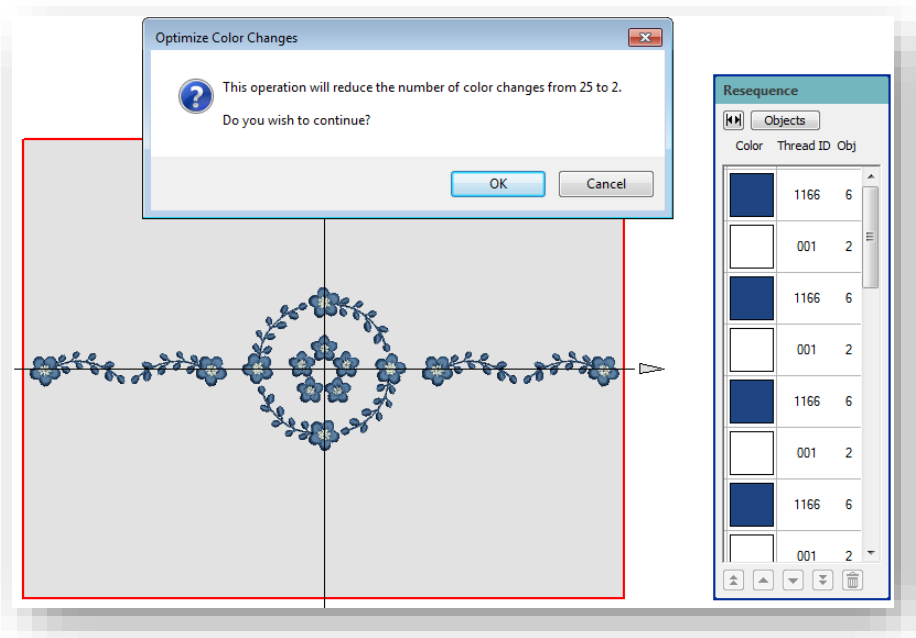 Optimize Color Changes
This operation will reduce the number of color changes from 25 to 2.
Do you wish to continue?
OK Cancel
Resequence
Objects
Color Thread ID Obj
1166 6
001 2
1166 6
001 2
1166 6
001 2
1166 6
001 2